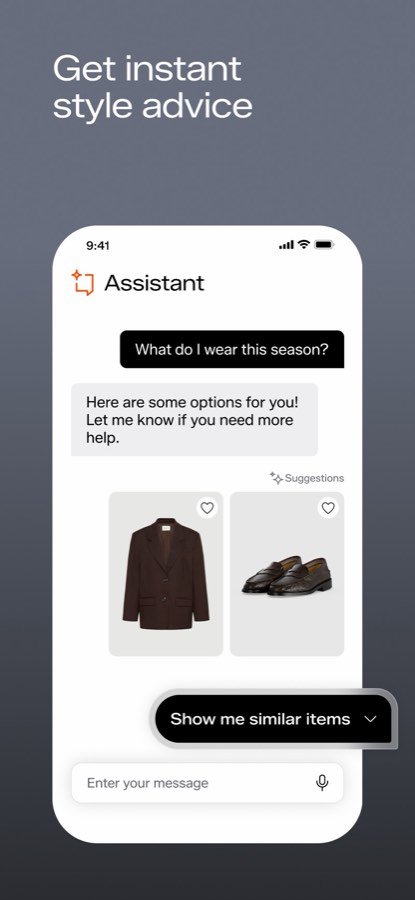 Get instant
style advice
9:41
Assistant
What do I wear this season?
Here are some options for you!
Let me know if you need more
help.
Suggestions
Show me similar items
Enter your message